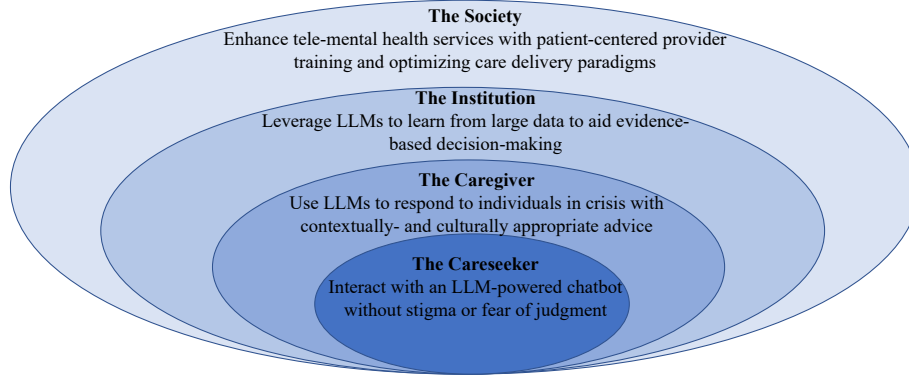 The Society
Enhance tele-mental health services with patient-centered provider
training and optimizing care delivery paradigms
The Institution
Leverage LLMs to learn from large data to aid evidence-
based decision-making
The Caregiver
Use LLMs to respond to individuals in crisis with
contextually- and culturally appropriate advice
The Careseeker
Interact with an LLM-powered chatbot
without stigma or fear of judgment